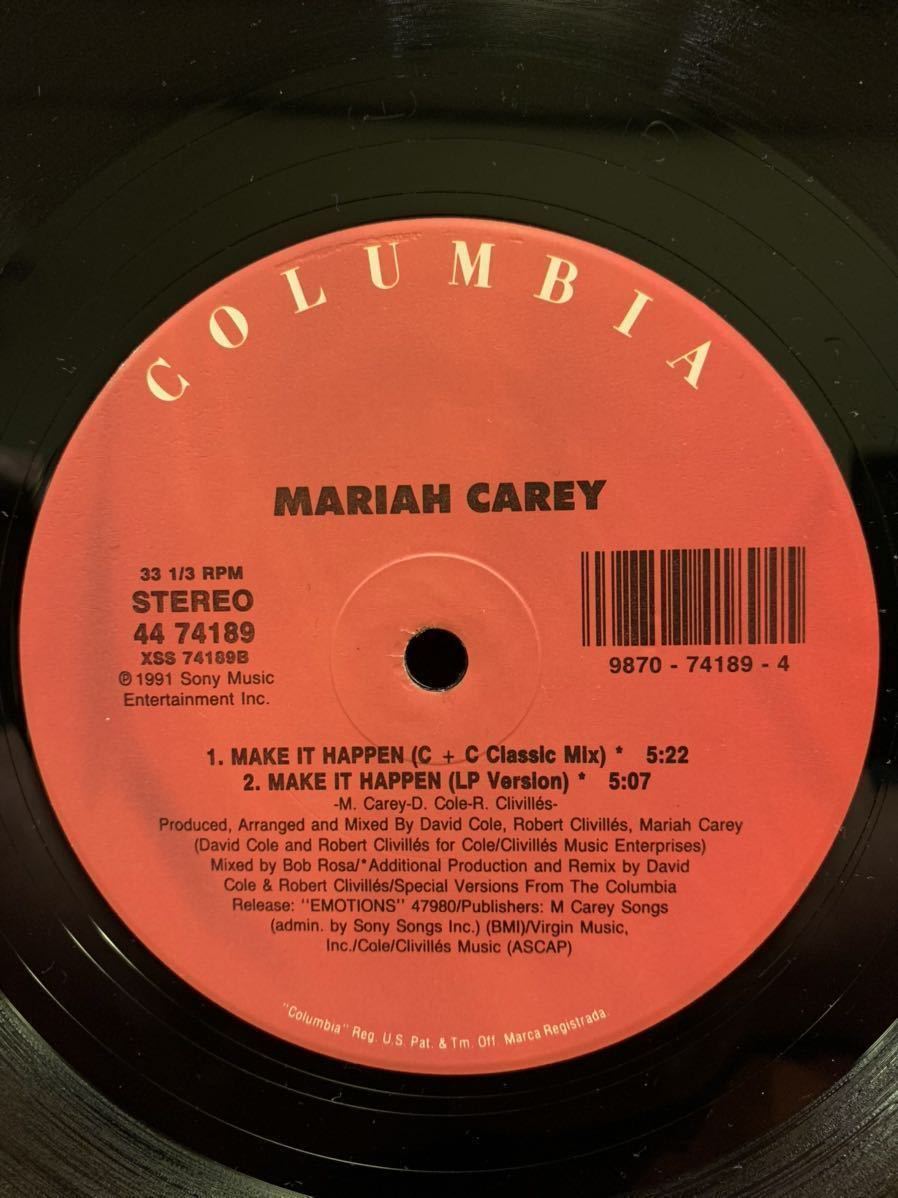 COLUMBIA
MARIAH CAREY
33 1/3 RPM
STEREO
44 74189
XSS 74189B
℗ 1991 Sony Music
Entertainment Inc.
9870 - 74189 - 4
1. MAKE IT HAPPEN (C + C Classic Mix) * 5:22
2. MAKE IT HAPPEN (LP Version) * 5:07
-M. Carey-D. Cole-R. Clivillés-
Produced, Arranged and Mixed By David Cole, Robert Clivillés, Mariah Carey
(David Cole and Robert Clivillés for Cole/Clivillés Music Enterprises)
Mixed by Bob Rosa/*Additional Production and Remix by David
Cole & Robert Clivillés/Special Versions From The Columbia
Release: "EMOTIONS" 47980/Publishers: M Carey Songs
(admin. by Sony Songs Inc.) (BMI)/Virgin Music,
Inc./Cole/Clivillés Music (ASCAP)
"Columbia" Reg. U.S. Pat. & Tm. Off. Marca Registrada.